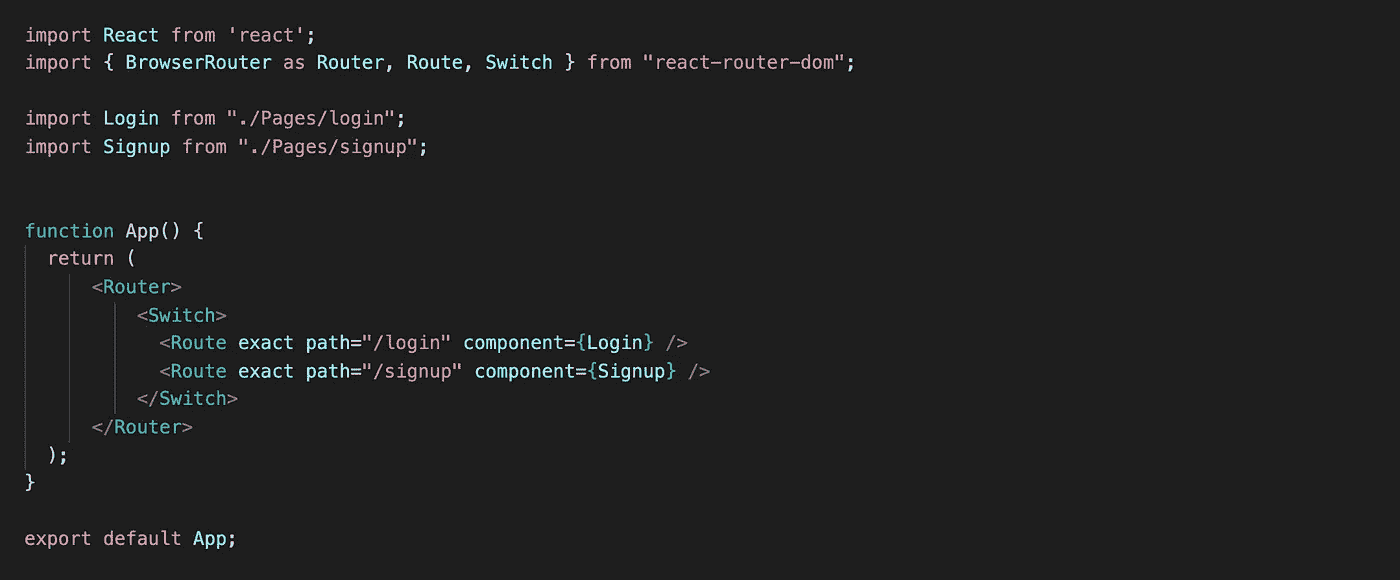 import React from 'react';
import { BrowserRouter as Router, Route, Switch } from "react-router-dom";
import Login from "./Pages/login";
import Signup from "./Pages/signup";
function App() {
  return (
      <Router>
          <Switch>
            <Route exact path="/login" component={Login} />
            <Route exact path="/signup" component={Signup} />
          </Switch>
      </Router>
  );
}
export default App;